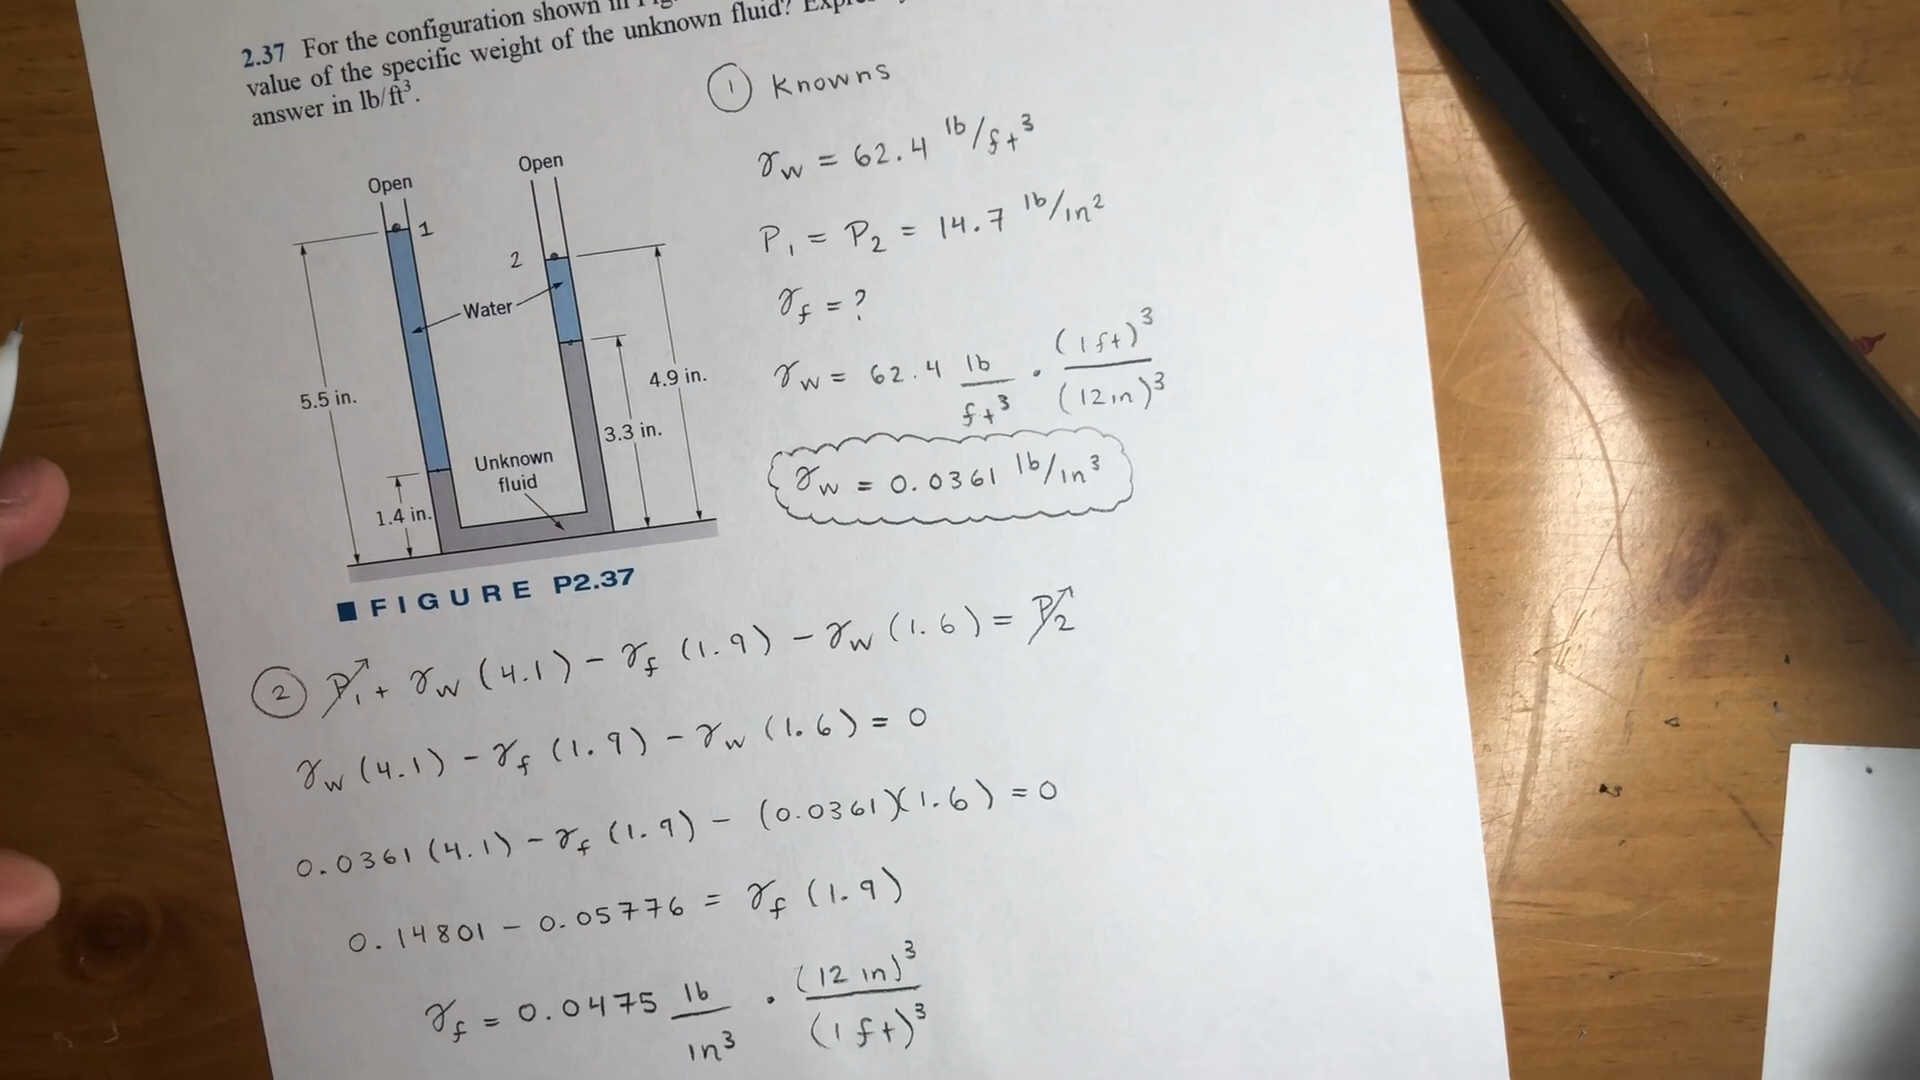 2.37 For the configuration shown in
value of the specific weight of the unknown fluid?
answer in lb/ft³.
① Knowns
γw = 62.4 lb/ft³
P₁ = P₂ = 14.7 lb/in²
γf = ?
γw = 62.4 lb/ft³ · (1ft)³/(12in)³
γw = 0.0361 lb/in³
Open
Open
1
2
Water
5.5 in.
4.9 in.
3.3 in.
Unknown
fluid
1.4 in.
FIGURE P2.37
② P₁ + γw (4.1) - γf (1.9) - γw (1.6) = P₂
γw (4.1) - γf (1.9) - γw (1.6) = 0
0.0361 (4.1) - γf (1.9) - (0.0361)(1.6) = 0
0.14801 - 0.05776 = γf (1.9)
γf = 0.0475 lb/in³ · (12 in)³/(1 ft)³